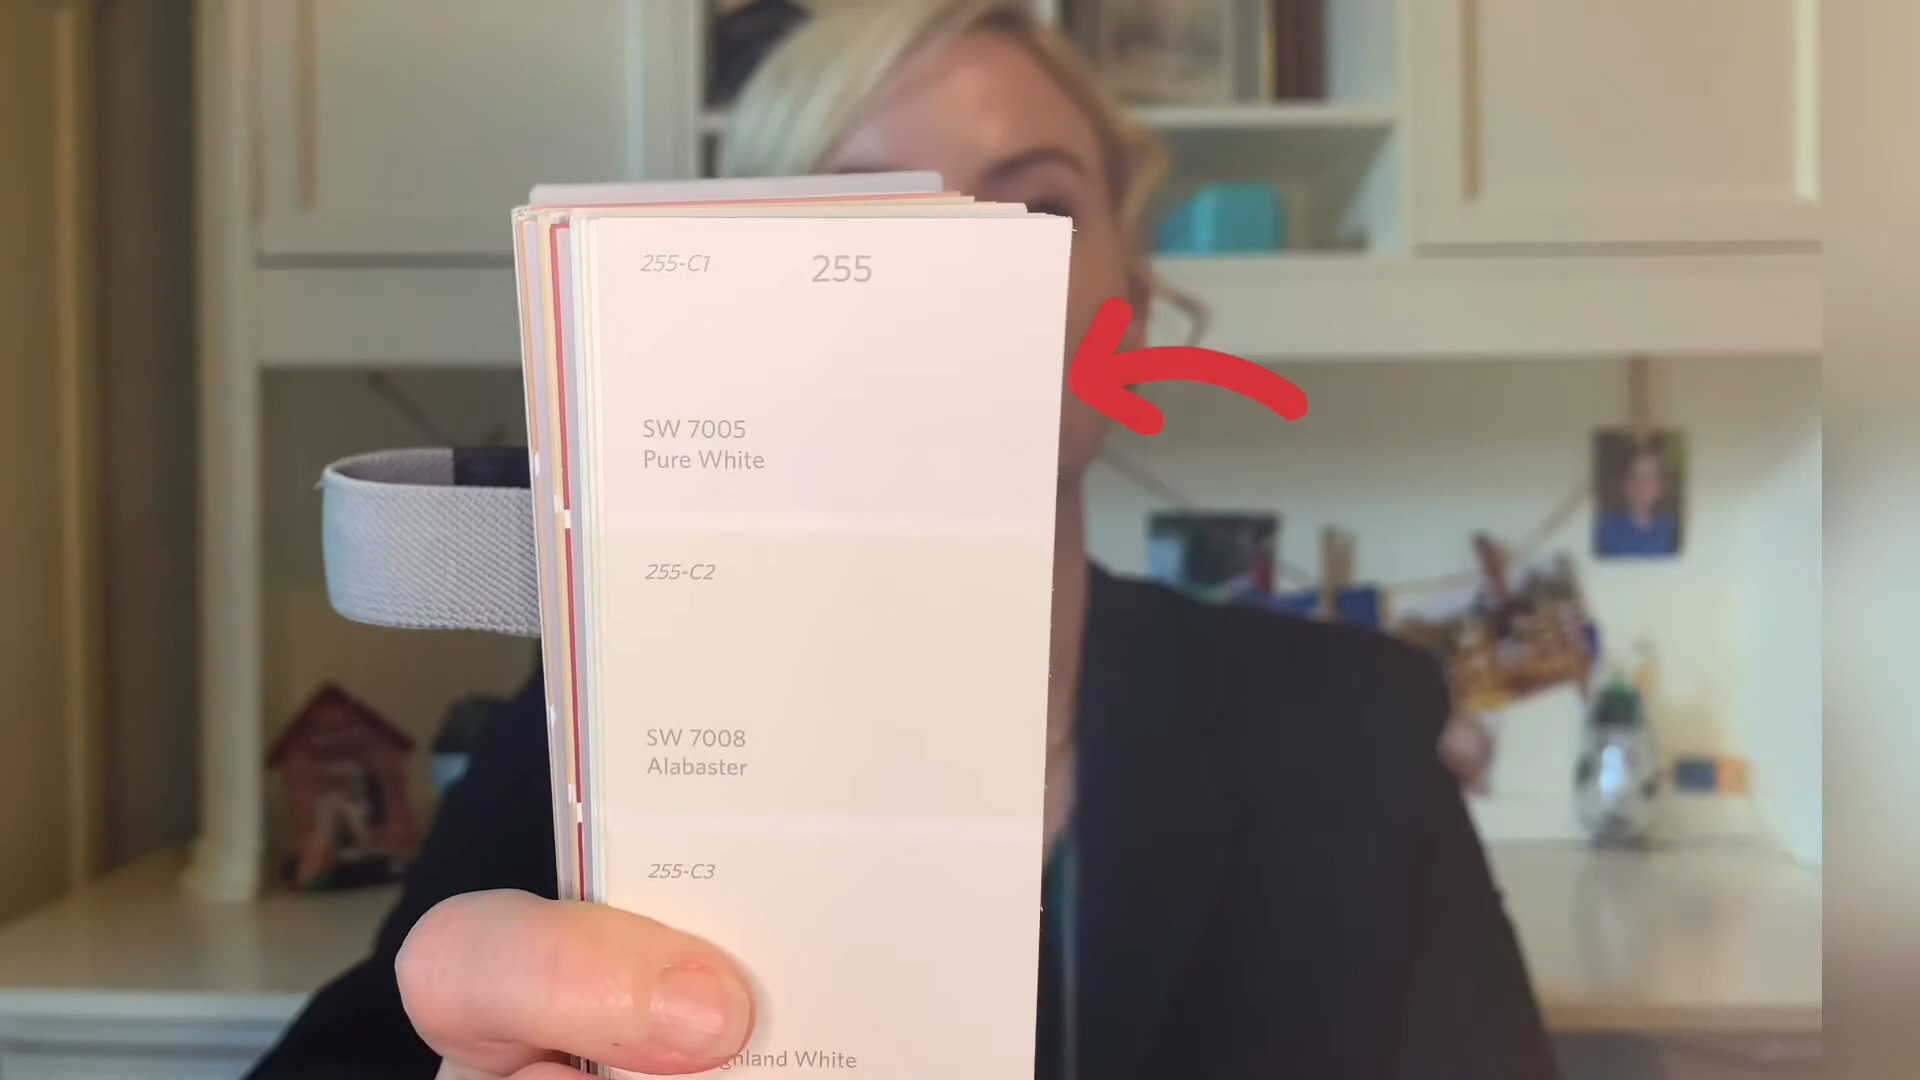 255-C1
255
SW 7005
Pure White
255-C2
SW 7008
Alabaster
255-C3
White